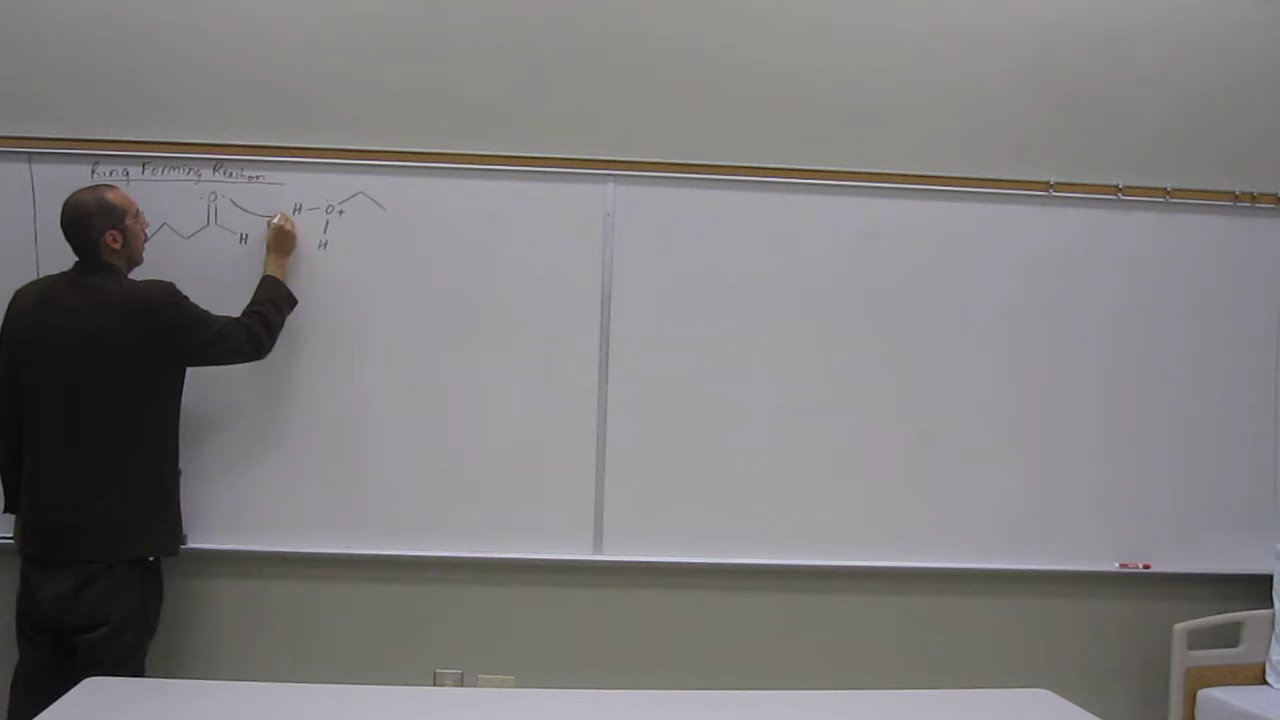 Ring Forming Reaction
O H - O +
H H